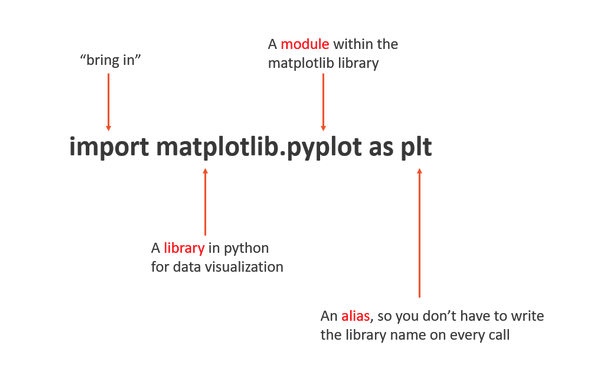 “bring in”
A module within the
matplotlib library
import matplotlib.pyplot as plt
A library in python
for data visualization
An alias, so you don’t have to write
the library name on every call